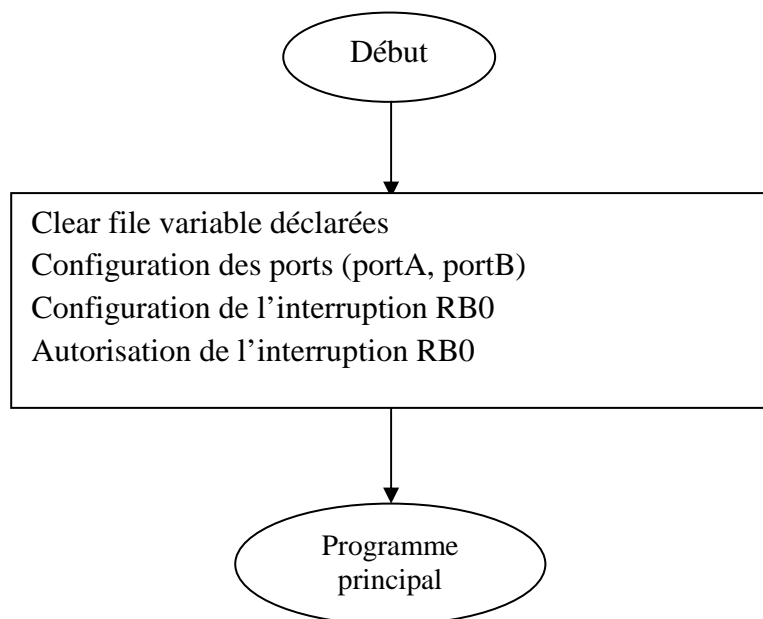 Début
Clear file variable déclarées
Configuration des ports (portA, portB)
Configuration de l’interruption RB0
Autorisation de l’interruption RB0
Programme
principal